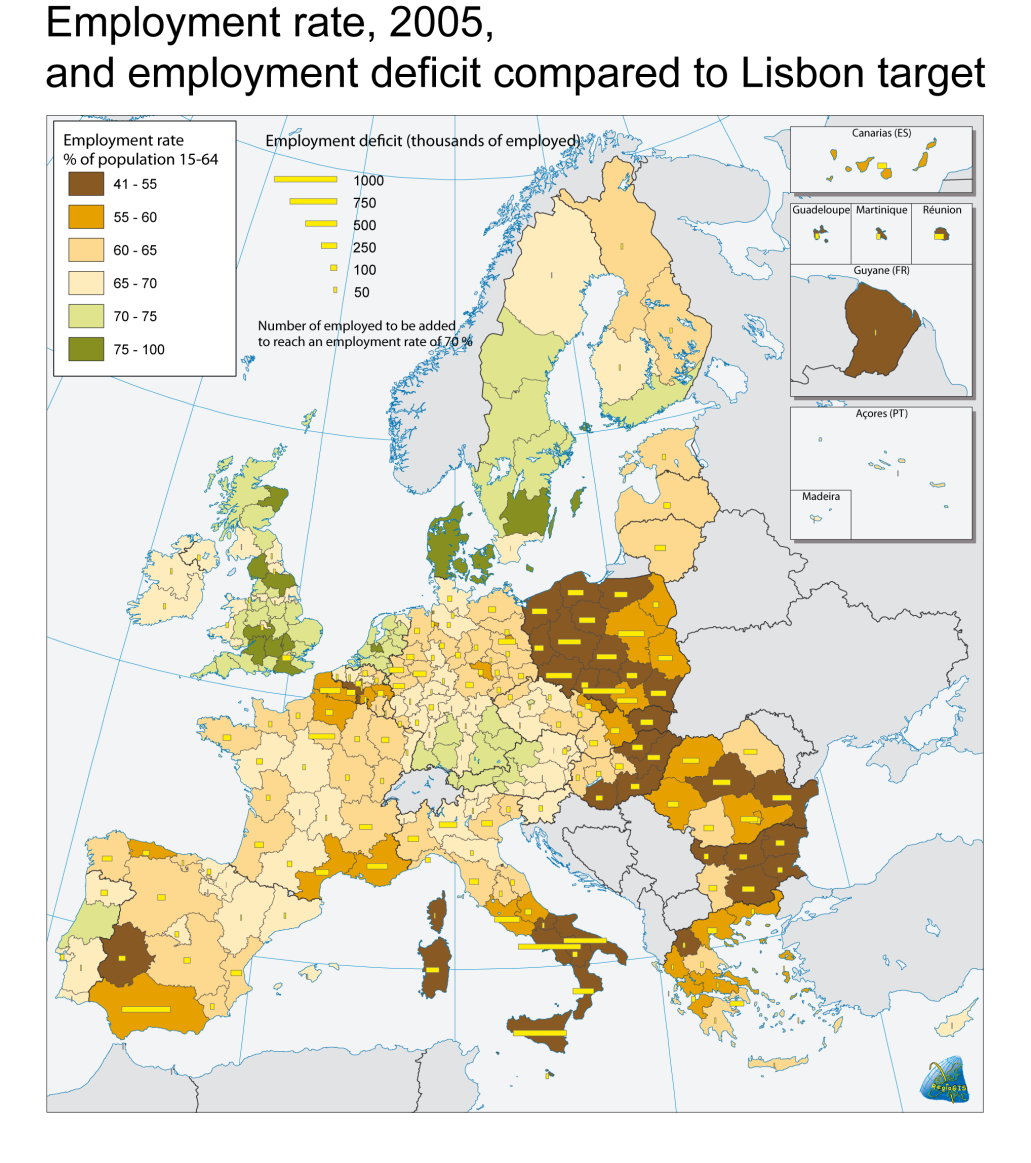 Employment rate, 2005,
and employment deficit compared to Lisbon target
Employment rate
% of population 15-64
41 - 55
55 - 60
60 - 65
65 - 70
70 - 75
75 - 100
Employment deficit (thousands of employed)
1000
750
500
250
100
50
Number of employed to be added
to reach an employment rate of 70 %
Canarias (ES)
Guadeloupe
Martinique
Réunion
Guyane (FR)
Açores (PT)
Madeira
RegioGIS